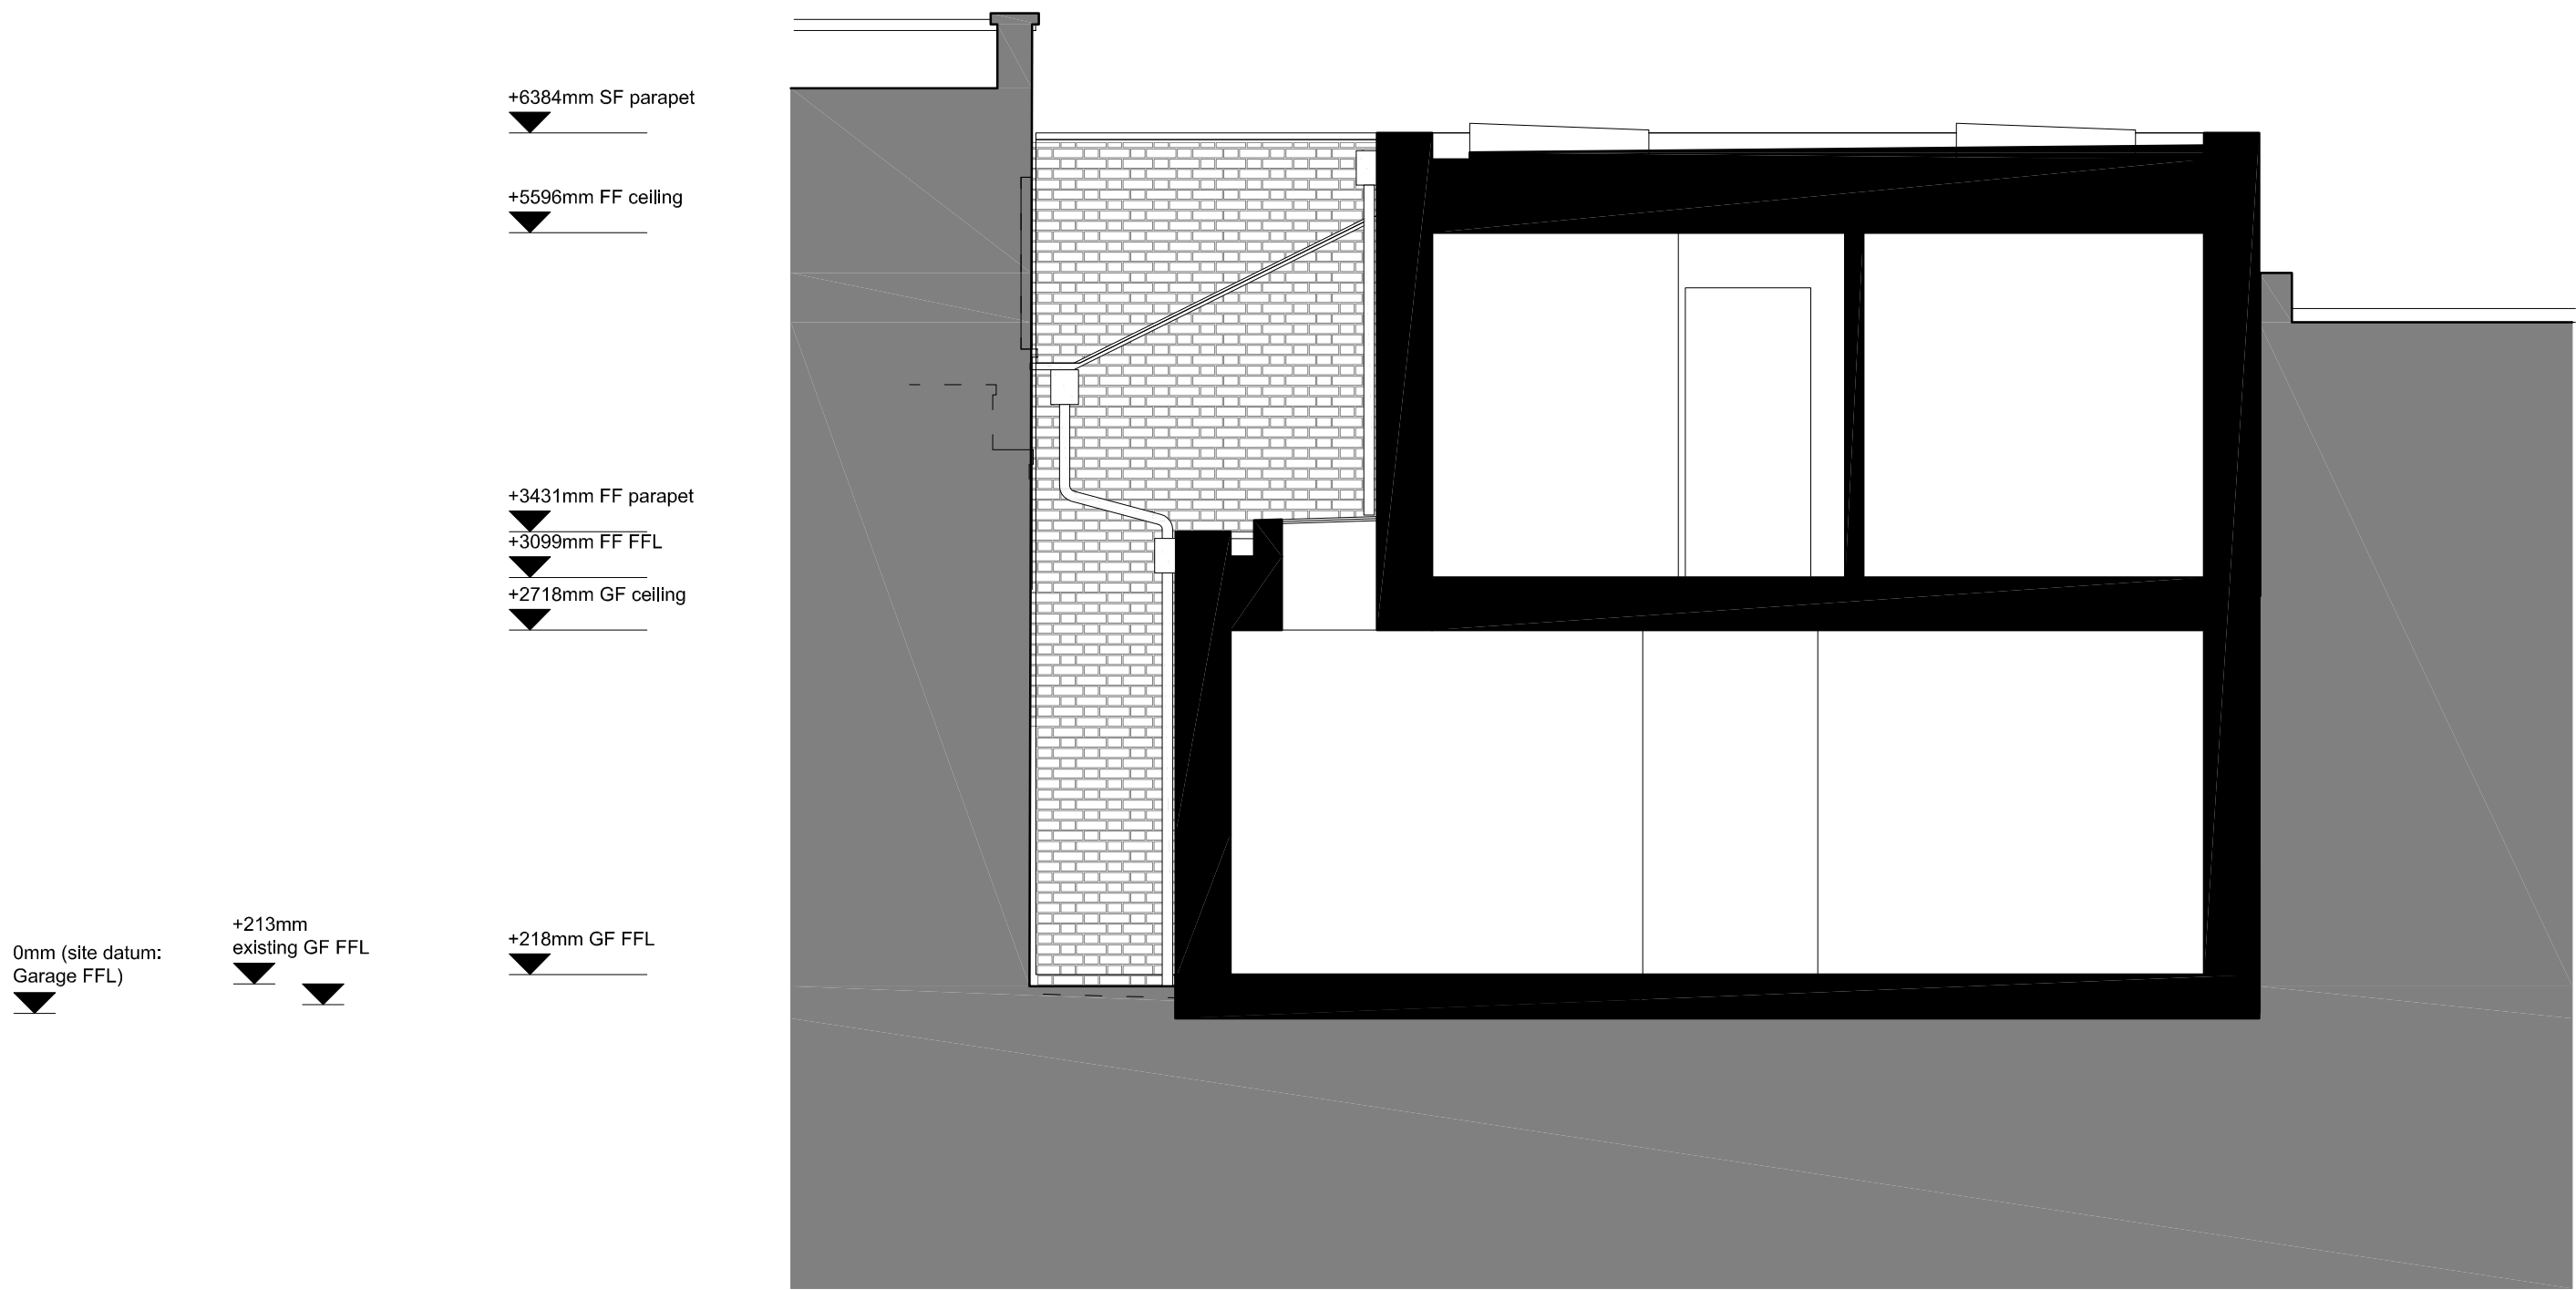 +6384mm SF parapet
+5596mm FF ceiling
+3431mm FF parapet
+3099mm FF FFL
+2718mm GF ceiling
+213mm
existing GF FFL
+218mm GF FFL
0mm (site datum:
Garage FFL)